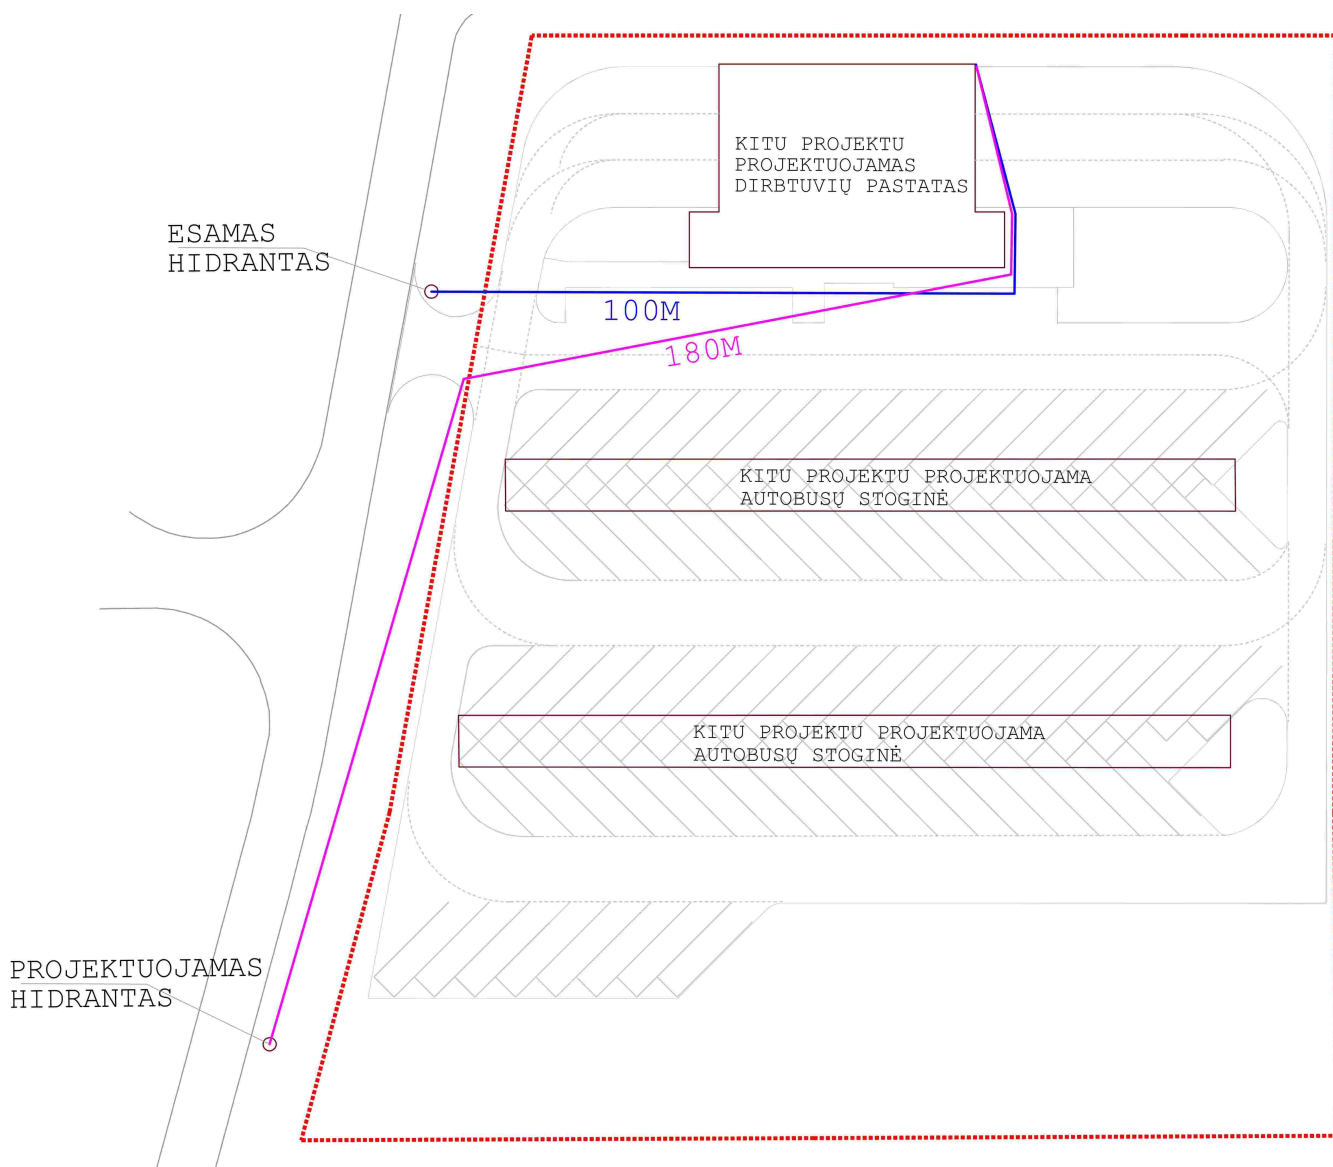 KITU PROJEKTU
PROJEKTUOJAMAS
DIRBTUVIŲ PASTATAS
ESAMAS
HIDRANTAS
100M
180M
KITU PROJEKTU PROJEKTUOJAMA
AUTOBUSŲ STOGINĖ
KITU PROJEKTU PROJEKTUOJAMA
AUTOBUSŲ STOGINĖ
PROJEKTUOJAMAS
HIDRANTAS